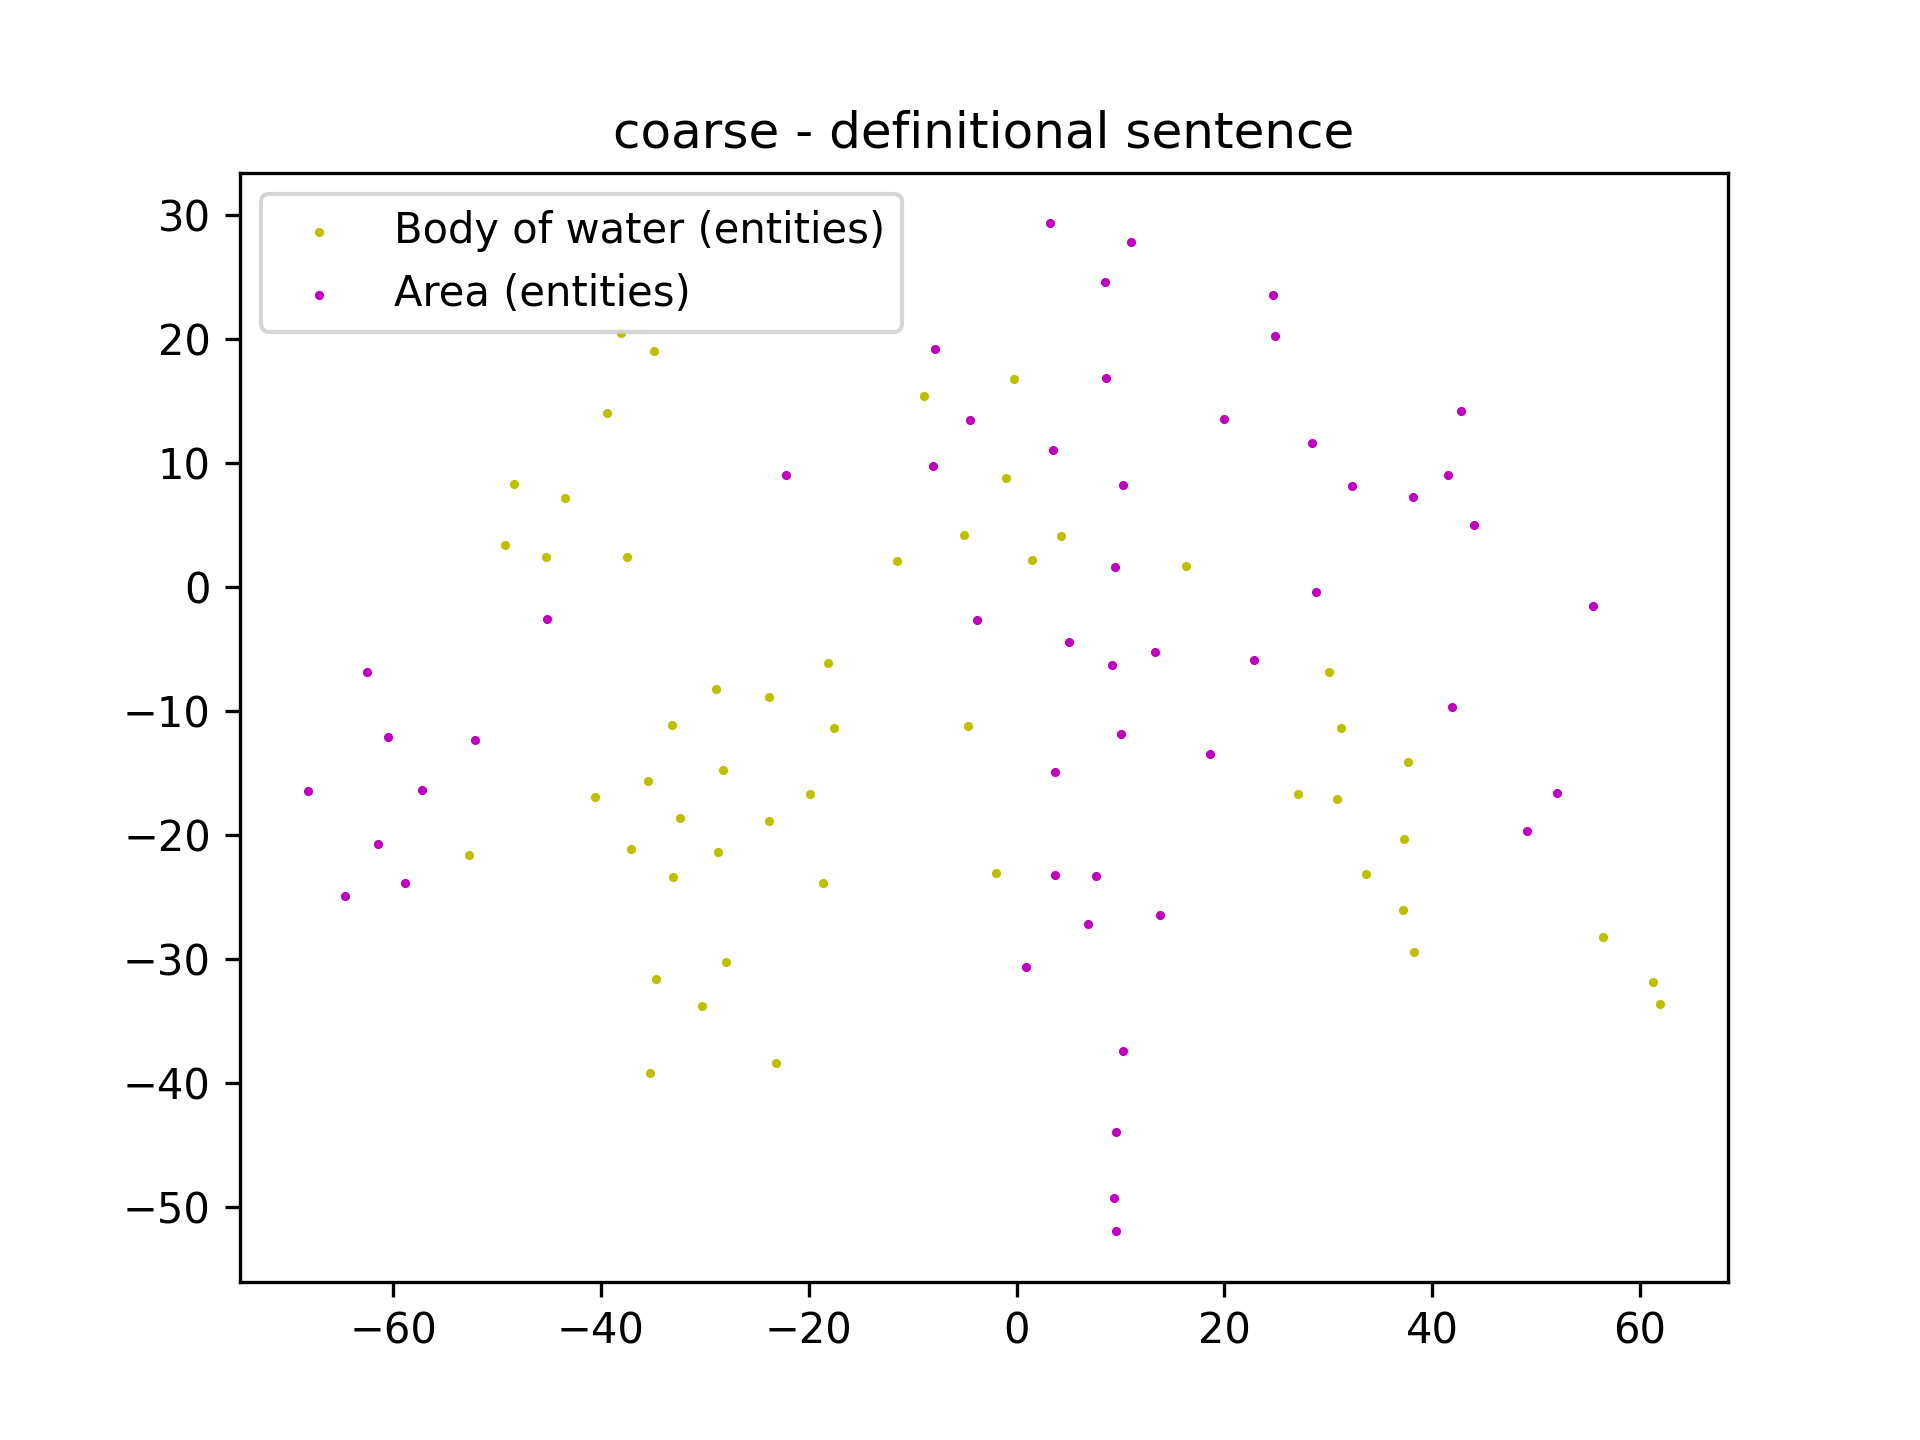 coarse - definitional sentence
Body of water (entities)
Area (entities)
30
20
10
0
−10
−20
−30
−40
−50
−60 −40 −20 0 20 40 60